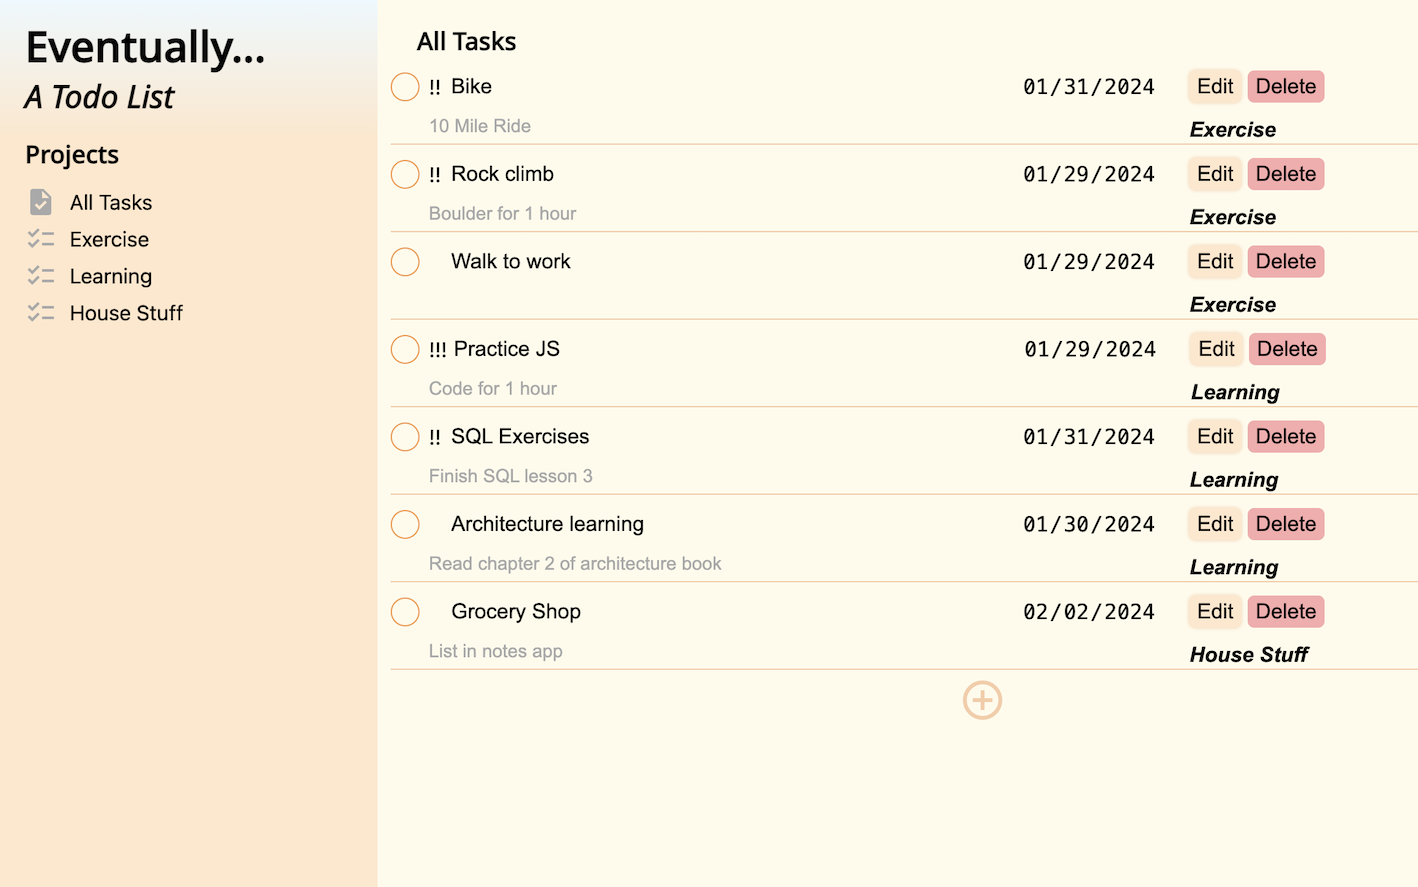 Eventually...
A Todo List
Projects
All Tasks
Exercise
Learning
House Stuff
All Tasks
!! Bike 01/31/2024 Edit Delete
10 Mile Ride Exercise
!! Rock climb 01/29/2024 Edit Delete
Boulder for 1 hour Exercise
Walk to work 01/29/2024 Edit Delete
Exercise
!!! Practice JS 01/29/2024 Edit Delete
Code for 1 hour Learning
!! SQL Exercises 01/31/2024 Edit Delete
Finish SQL lesson 3 Learning
Architecture learning 01/30/2024 Edit Delete
Read chapter 2 of architecture book Learning
Grocery Shop 02/02/2024 Edit Delete
List in notes app House Stuff